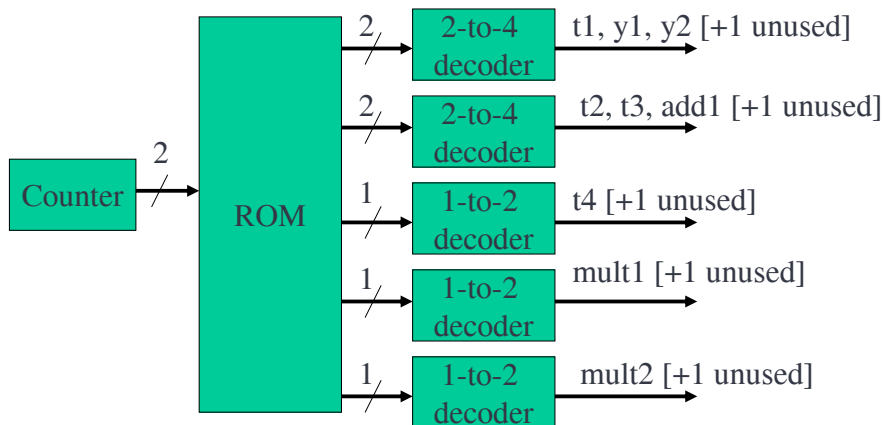 2
2-to-4
decoder
t1, y1, y2 [+1 unused]
2
2-to-4
decoder
t2, t3, add1 [+1 unused]
2
Counter
ROM
1
1-to-2
decoder
t4 [+1 unused]
1
1-to-2
decoder
mult1 [+1 unused]
1
1-to-2
decoder
mult2 [+1 unused]